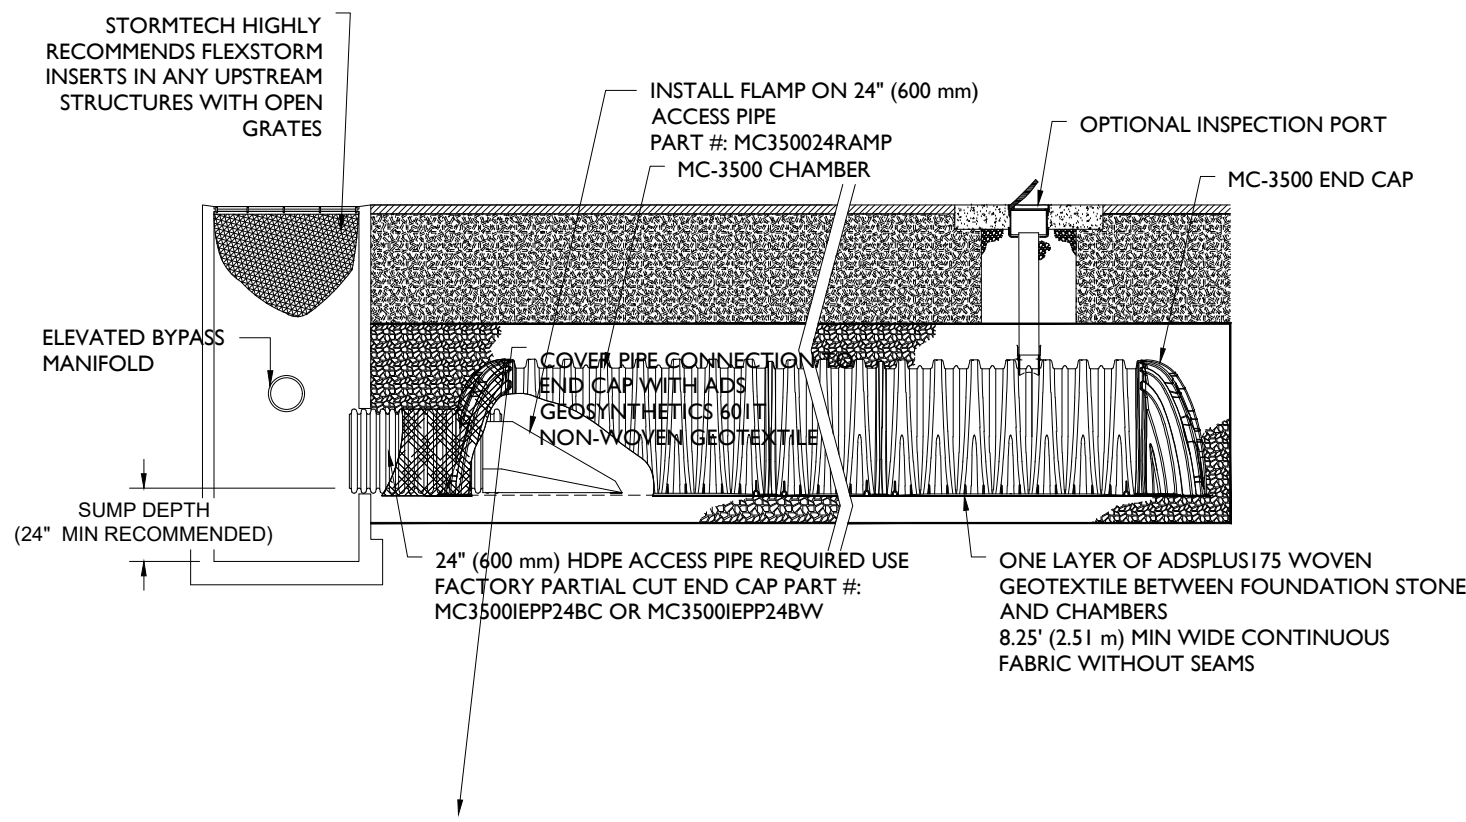 STORMTECH HIGHLY
RECOMMENDS FLEXSTORM
INSERTS IN ANY UPSTREAM
STRUCTURES WITH OPEN
GRATES
INSTALL FLAMP ON 24" (600 mm)
ACCESS PIPE
PART #: MC350024RAMP
MC-3500 CHAMBER
OPTIONAL INSPECTION PORT
MC-3500 END CAP
ELEVATED BYPASS
MANIFOLD
COVER PIPE CONNECTION TO
END CAP WITH ADS
GEOSYNTHETICS 601T
NON-WOVEN GEOTEXTILE
SUMP DEPTH
(24" MIN RECOMMENDED)
24" (600 mm) HDPE ACCESS PIPE REQUIRED USE
FACTORY PARTIAL CUT END CAP PART #:
MC3500IEPP24BC OR MC3500IEPP24BW
ONE LAYER OF ADSPLUS175 WOVEN
GEOTEXTILE BETWEEN FOUNDATION STONE
AND CHAMBERS
8.25' (2.51 m) MIN WIDE CONTINUOUS
FABRIC WITHOUT SEAMS